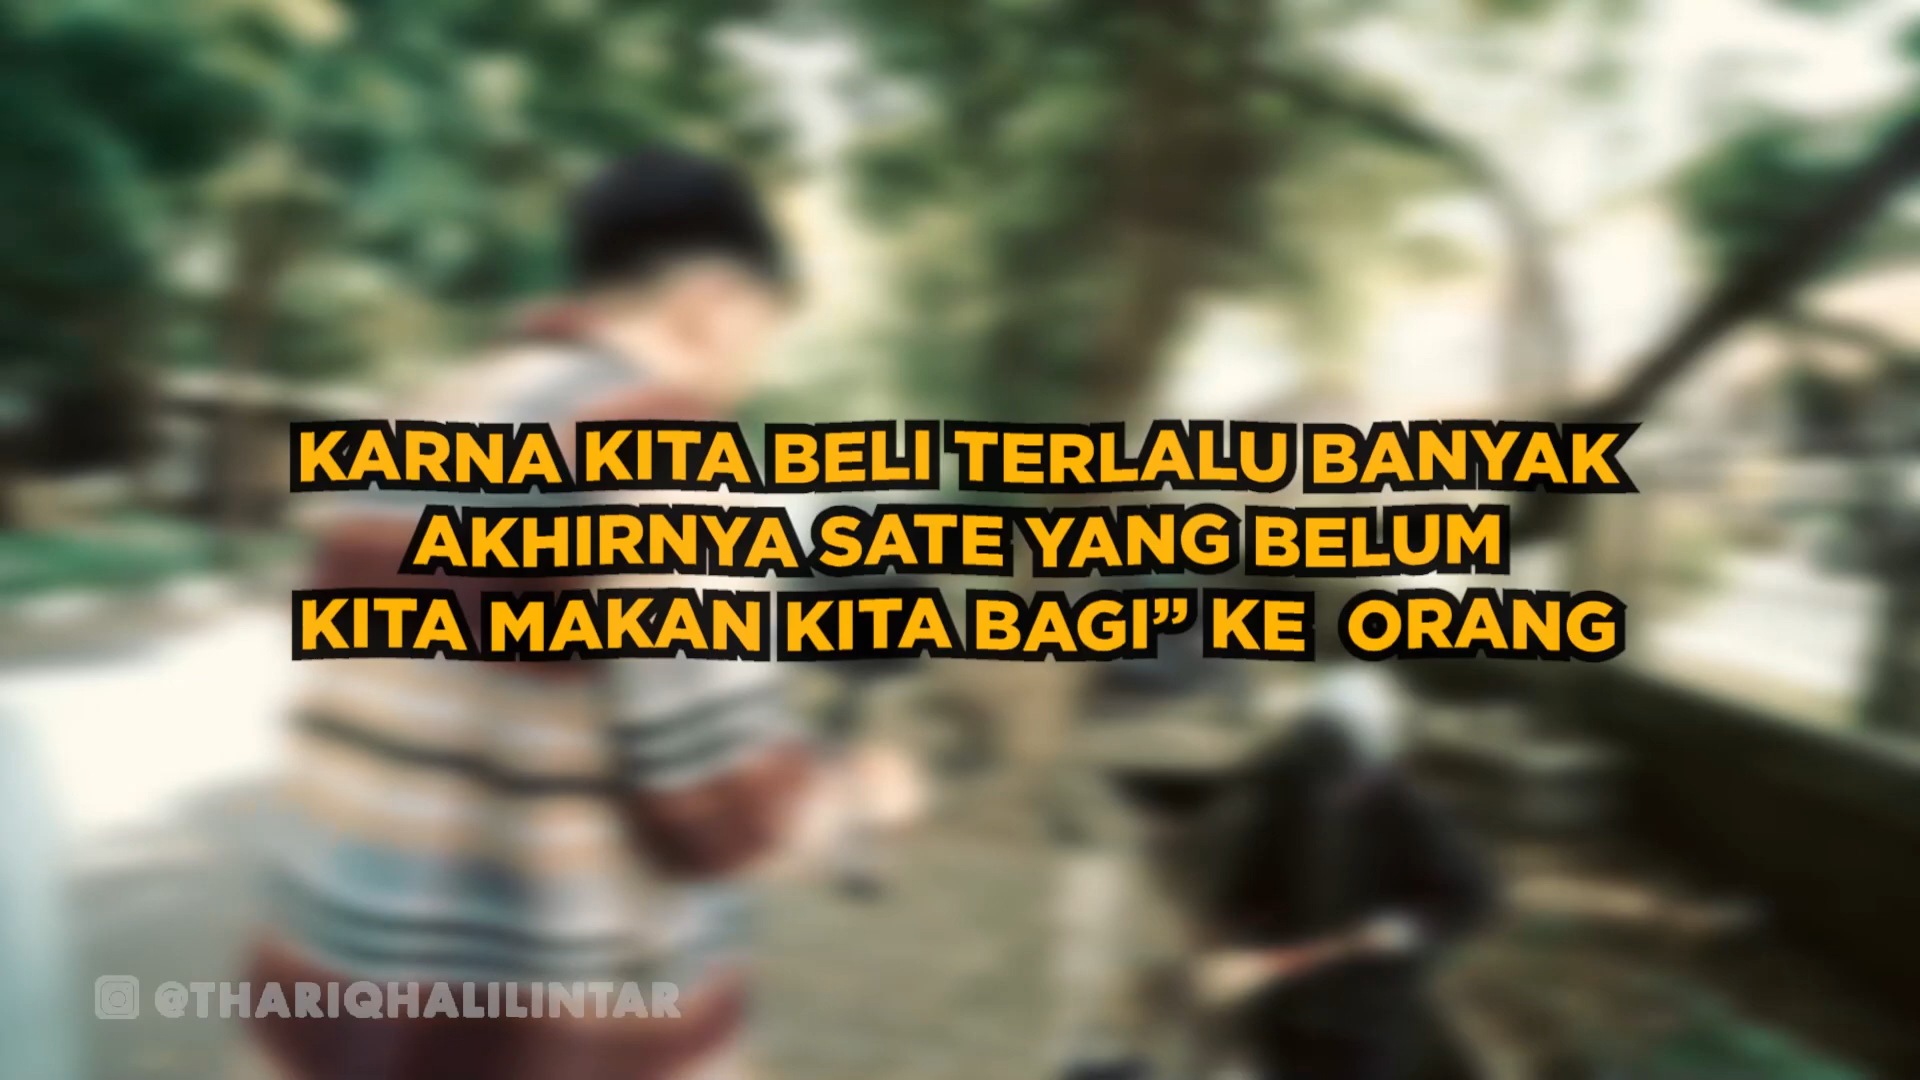 KARNA KITA BELI TERLALU BANYAK
AKHIRNYA SATE YANG BELUM
KITA MAKAN KITA BAGI” KE ORANG
@THARIQHALILINTAR